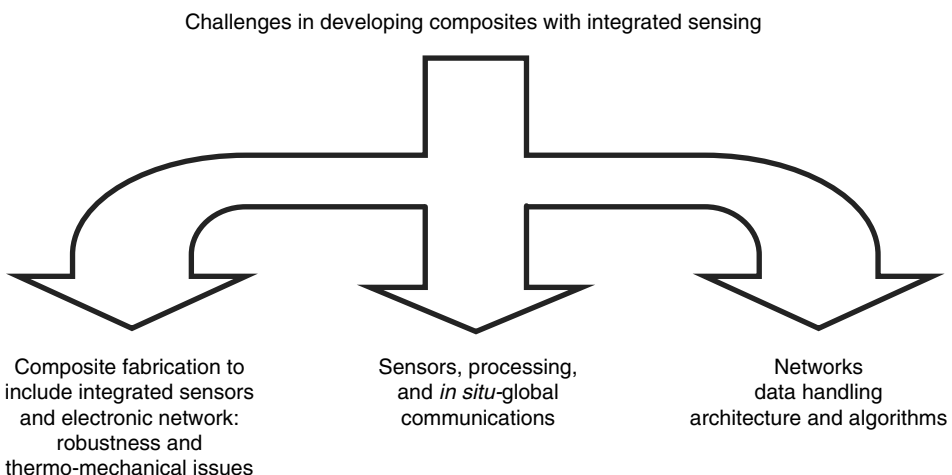 Challenges in developing composites with integrated sensing
Composite fabrication to
include integrated sensors
and electronic network:
robustness and
thermo-mechanical issues
Sensors, processing,
and in situ-global
communications
Networks
data handling
architecture and algorithms